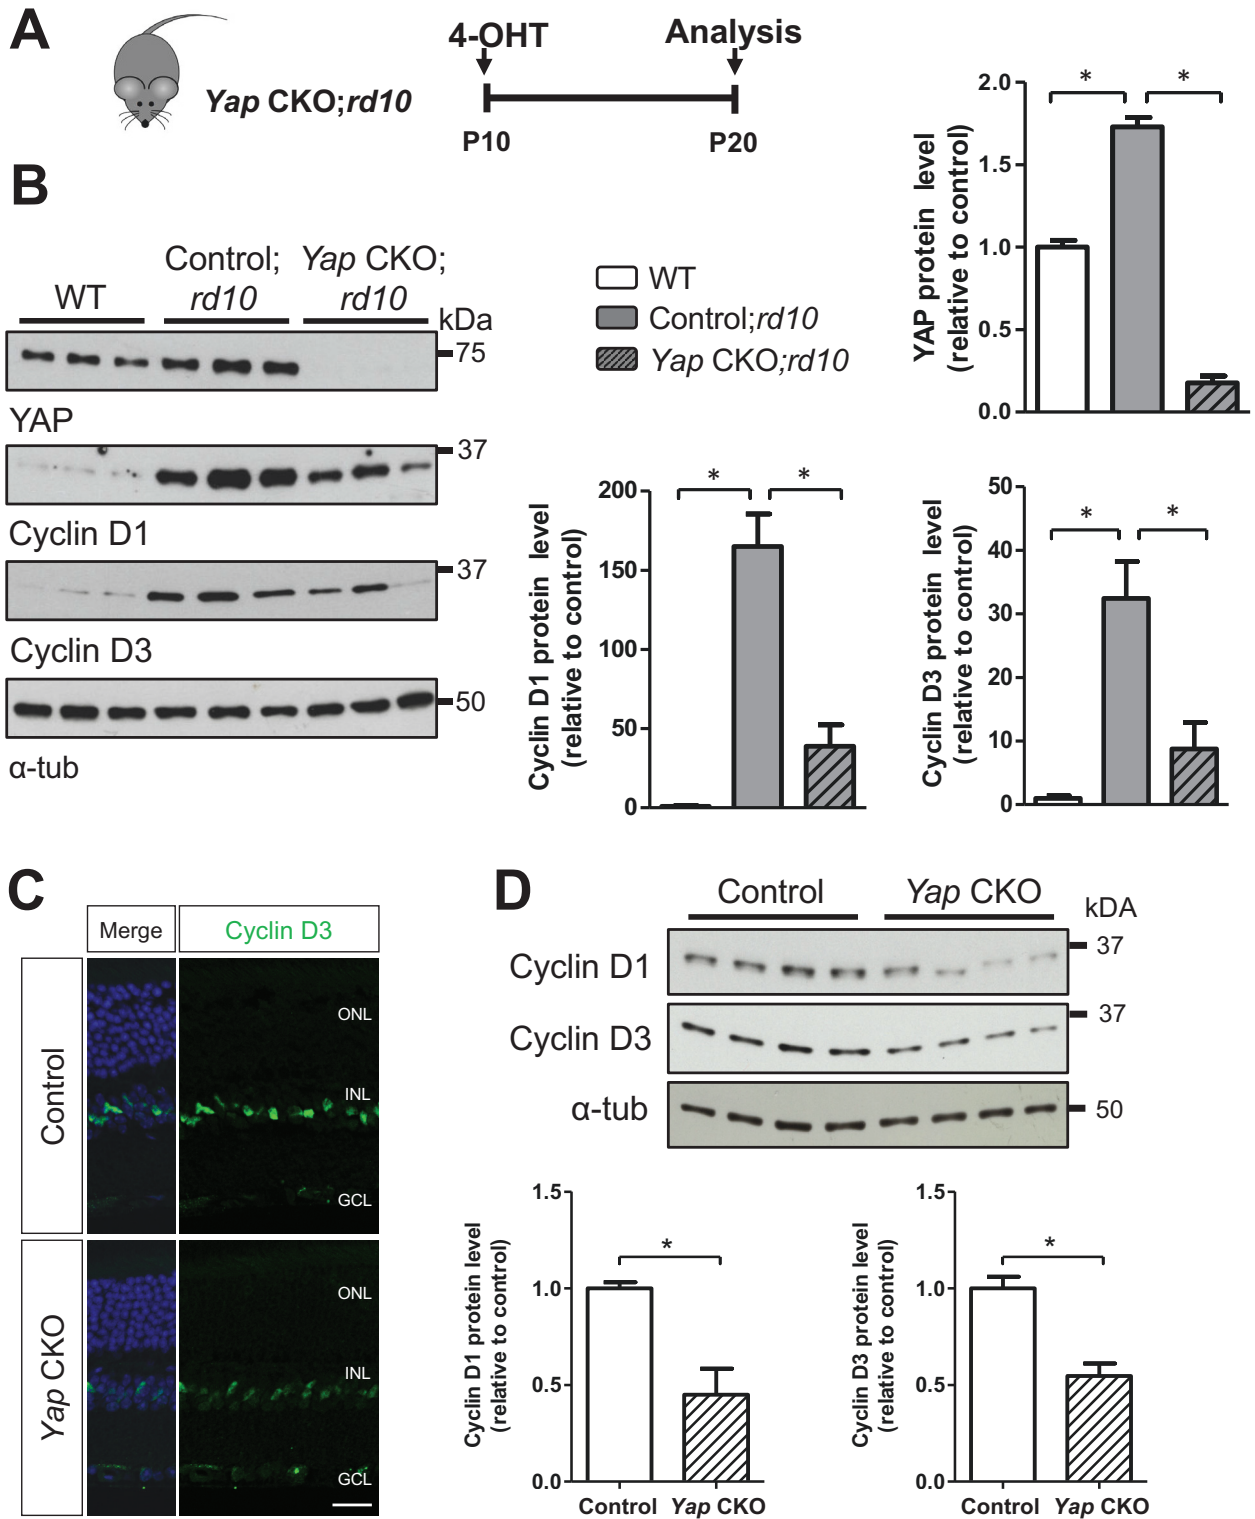 A
Yap CKO;rd10
4-OHT
Analysis
P10
P20
B
WT
Control;
rd10
Yap CKO;
rd10
kDa
75
YAP
37
Cyclin D1
37
Cyclin D3
50
α-tub
WT
Control;rd10
Yap CKO;rd10
YAP protein level
(relative to control)
2.0
1.5
1.0
0.5
0.0
*
*
Cyclin D1 protein level
(relative to control)
200
150
100
50
0
*
*
Cyclin D3 protein level
(relative to control)
50
40
30
20
10
0
*
*
C
Merge
Cyclin D3
Control
ONL
INL
GCL
Yap CKO
ONL
INL
GCL
D
Control
Yap CKO
kDA
Cyclin D1
37
Cyclin D3
37
α-tub
50
Cyclin D1 protein level
(relative to control)
1.5
1.0
0.5
0.0
*
Control
Yap CKO
Cyclin D3 protein level
(relative to control)
1.5
1.0
0.5
0.0
*
Control
Yap CKO